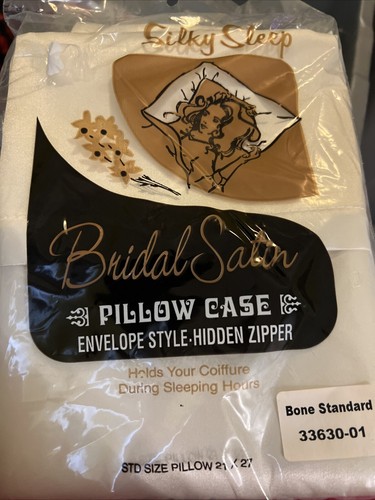 Silky Sleep
Bridal Satin
PILLOW CASE
ENVELOPE STYLE·HIDDEN ZIPPER
Holds Your Coiffure
During Sleeping Hours
Bone Standard
33630-01
STD SIZE PILLOW 21 X 27